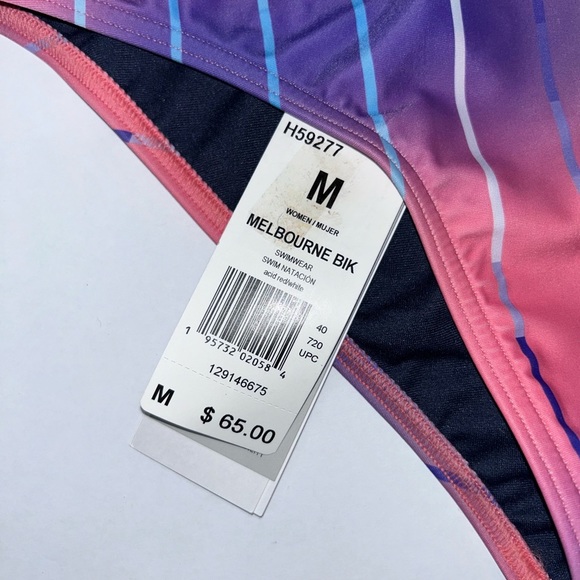 H59277
M
WOMEN / MUJER
MELBOURNE BIK
SWIMWEAR
SWIM NATACIÓN
acid red/white
40
720
UPC
1 95732 02058 4
129146675
M $ 65.00